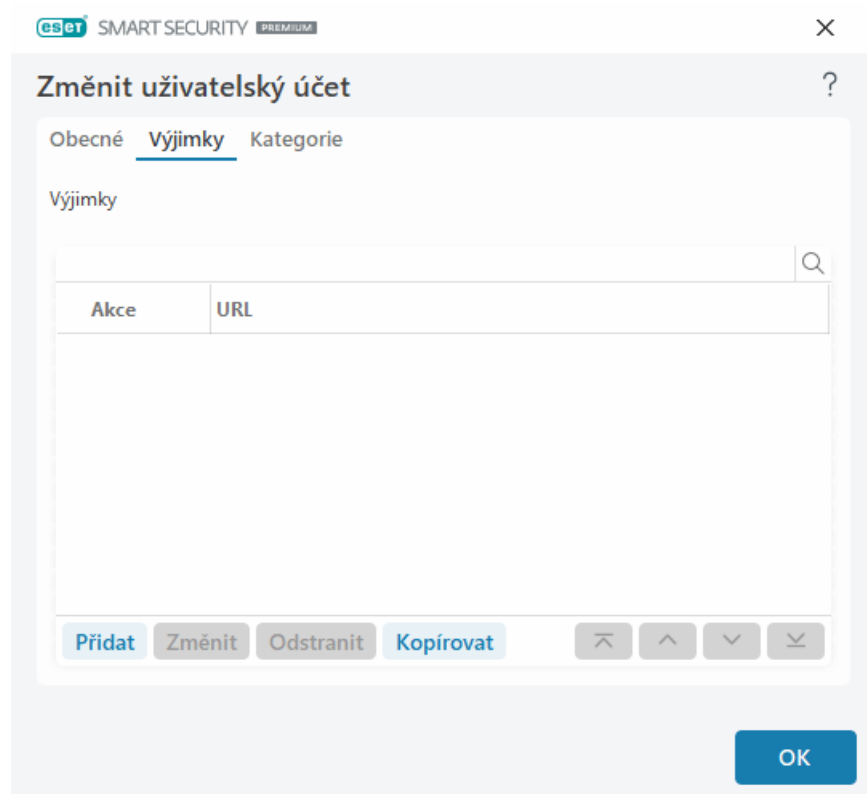 eset SMART SECURITY PREMIUM
Změnit uživatelský účet ?
Obecné Výjimky Kategorie
Výjimky
Akce URL
Přidat Změnit Odstranit Kopírovat
OK